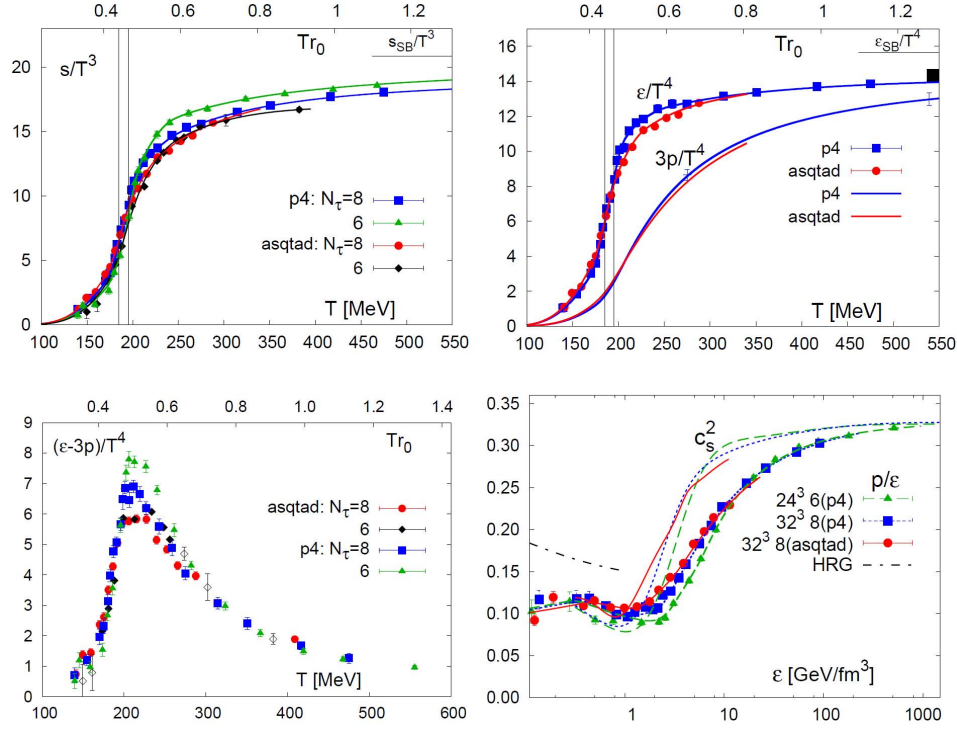 0.4 0.6 0.8 1 1.2
20
15
10
5
0
100 150 200 250 300 350 400 450 500 550
s/T³
Tr₀
s_SB/T³
p4: N_τ=8
6
asqtad: N_τ=8
6
T [MeV]
0.4 0.6 0.8 1 1.2
16
14
12
10
8
6
4
2
0
100 150 200 250 300 350 400 450 500 550
Tr₀
ε_SB/T⁴
ε/T⁴
3p/T⁴
p4
asqtad
p4
asqtad
T [MeV]
0.4 0.6 0.8 1 1.2 1.4
9
8
7
6
5
4
3
2
1
0
100 200 300 400 500 600
(ε-3p)/T⁴
Tr₀
asqtad: N_τ=8
6
p4: N_τ=8
6
T [MeV]
0.35
0.30
0.25
0.20
0.15
0.10
0.05
0.00
1 10 100 1000
c_s²
p/ε
24³ 6(p4)
32³ 8(p4)
32³ 8(asqtad)
HRG
ε [GeV/fm³]